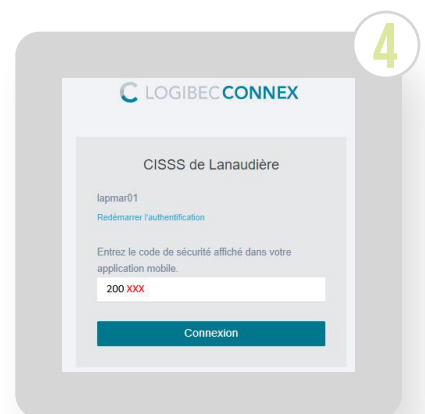 4
LOGIBEC CONNEX
CISSS de Lanaudière
lapmar01
Redémarrer l'authentification
Entrez le code de sécurité affiché dans votre
application mobile.
200 XXX
Connexion